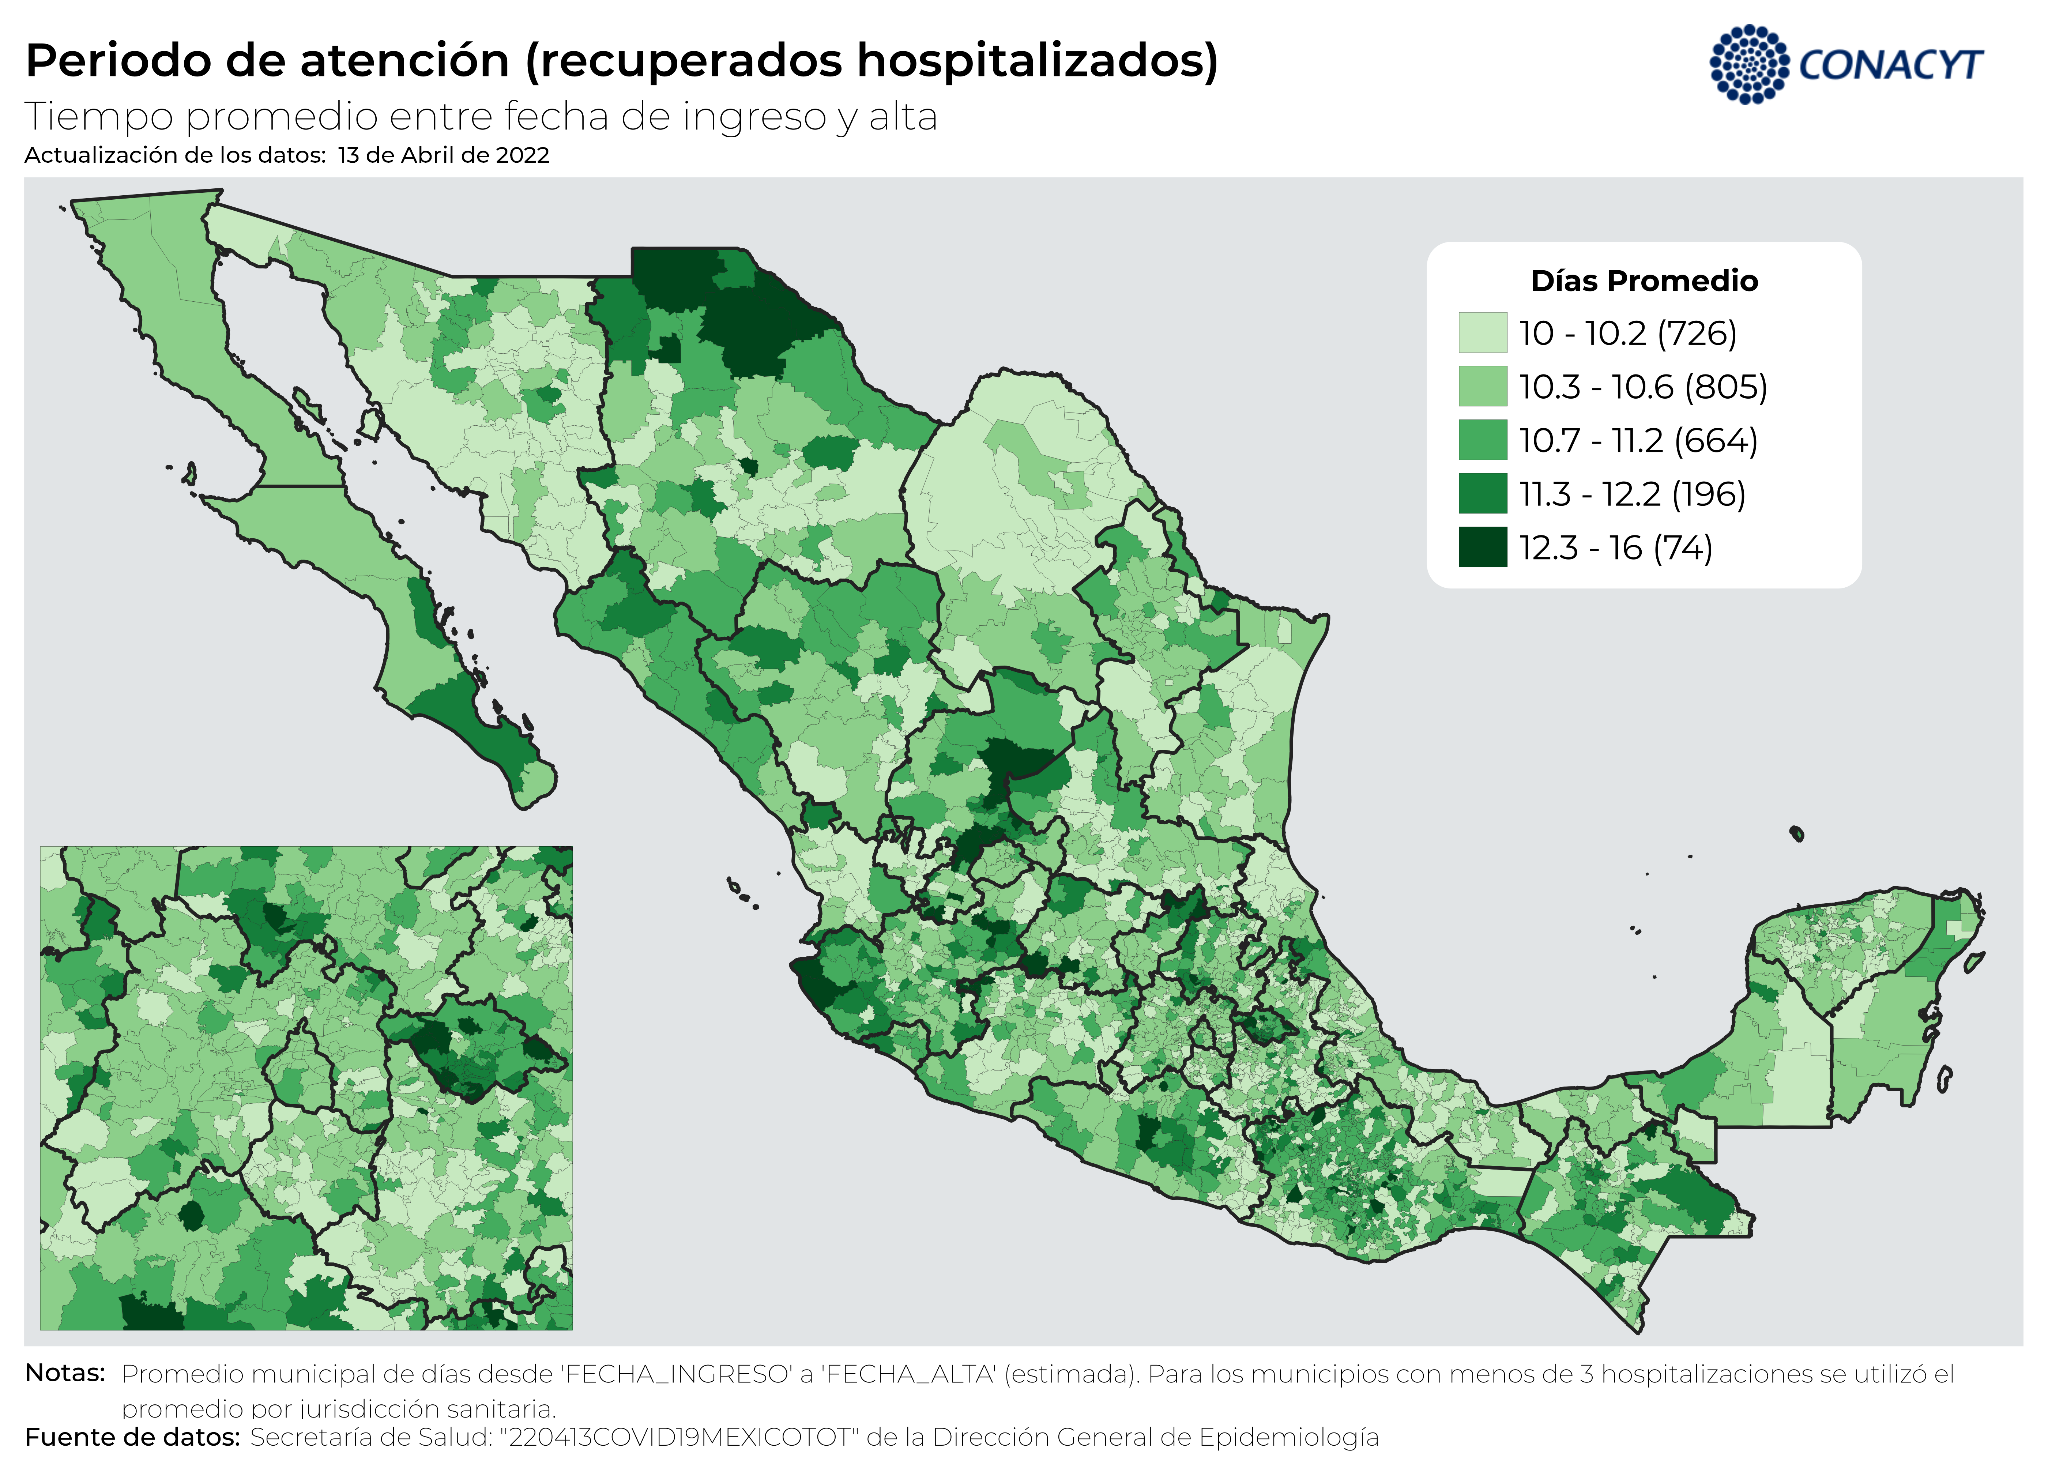 Periodo de atención (recuperados hospitalizados)
CONACYT
Tiempo promedio entre fecha de ingreso y alta
Actualización de los datos: 13 de Abril de 2022
Días Promedio
10 - 10.2 (726)
10.3 - 10.6 (805)
10.7 - 11.2 (664)
11.3 - 12.2 (196)
12.3 - 16 (74)
Notas: Promedio municipal de días desde 'FECHA_INGRESO' a 'FECHA_ALTA' (estimada). Para los municipios con menos de 3 hospitalizaciones se utilizó el
promedio por jurisdicción sanitaria.
Fuente de datos: Secretaría de Salud: "220413COVID19MEXICOTOT" de la Dirección General de Epidemiología